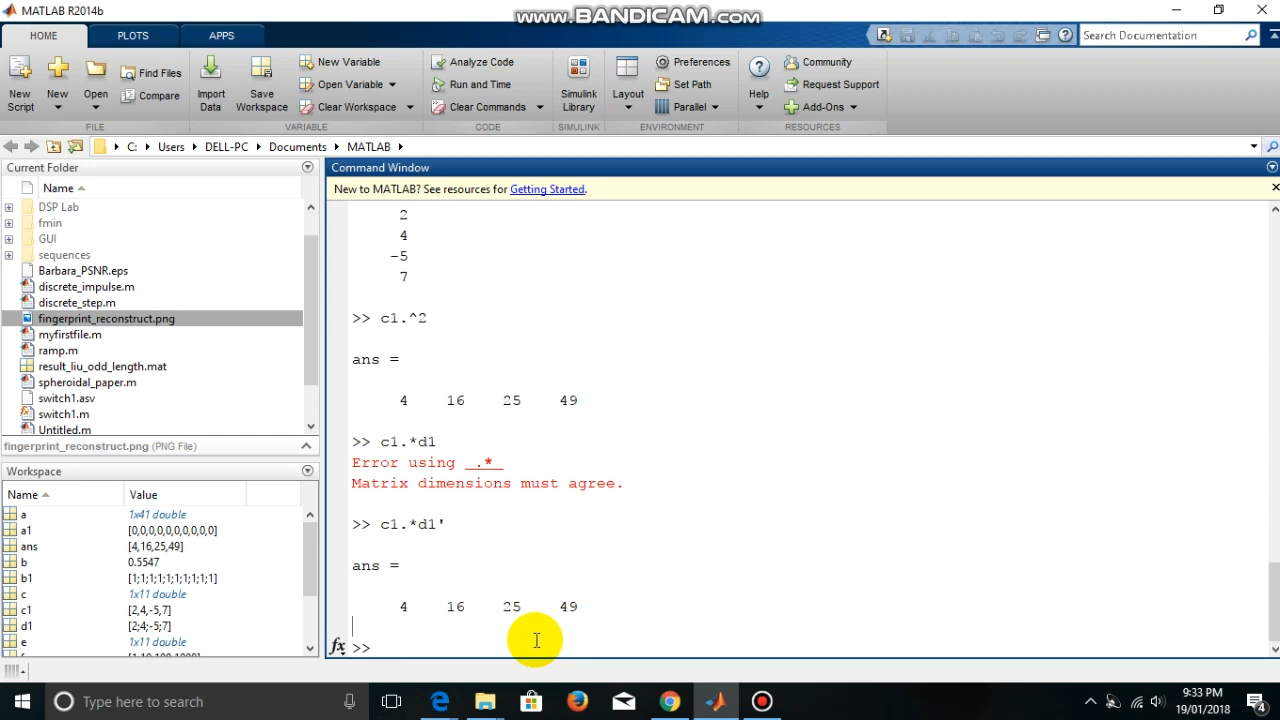 MATLAB R2014b
www.BANDICAM.com
HOME
PLOTS
APPS
Search Documentation
New Script
New
Open
Find Files
Compare
Import Data
Save Workspace
New Variable
Open Variable
Clear Workspace
Analyze Code
Run and Time
Clear Commands
Simulink Library
Layout
Preferences
Set Path
Parallel
Help
Community
Request Support
Add-Ons
FILE
VARIABLE
CODE
SIMULINK
ENVIRONMENT
RESOURCES
C: Users DELL-PC Documents MATLAB
Current Folder
Name
DSP Lab
fmin
GUI
sequences
Barbara_PSNR.eps
discrete_impulse.m
discrete_step.m
fingerprint_reconstruct.png
myfirstfile.m
ramp.m
result_liu_odd_length.mat
spheroidal_paper.m
switch1.asv
switch1.m
Untitled.m
fingerprint_reconstruct.png (PNG File)
Workspace
Name Value
a 1x41 double
a1 [0,0,0,0,0,0,0,0,0,0]
ans [4,16,25,49]
b 0.5547
b1 [1;1;1;1;1;1;1;1;1;1]
c 1x11 double
c1 [2,4,-5,7]
d1 [2;4;-5;7]
e 1x11 double
Command Window
New to MATLAB? See resources for Getting Started.
2
4
-5
7
>> c1.^2
ans =
4 16 25 49
>> c1.*d1
Error using .*
Matrix dimensions must agree.
>> c1.*d1'
ans =
4 16 25 49
fx >>
Type here to search
9:33 PM
19/01/2018
4